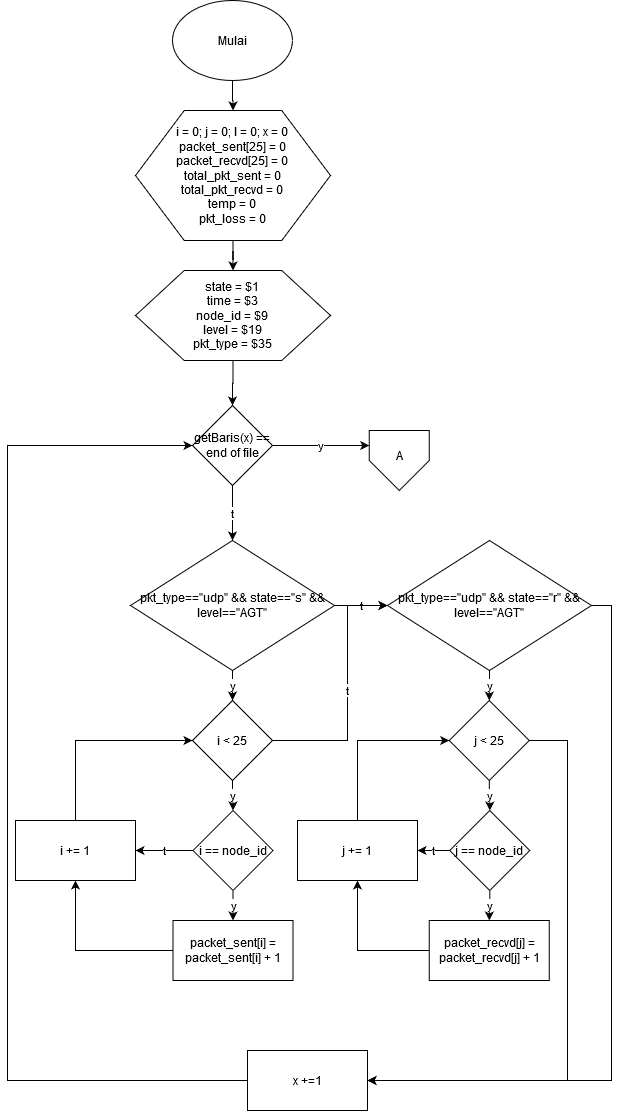 Mulai
i = 0; j = 0; l = 0; x = 0
packet_sent[25] = 0
packet_recvd[25] = 0
total_pkt_sent = 0
total_pkt_recvd = 0
temp = 0
pkt_loss = 0
state = $1
time = $3
node_id = $9
level = $19
pkt_type = $35
getBaris(x) ==
end of file
y
A
t
pkt_type=="udp" && state=="s" &&
level=="AGT"
t
pkt_type=="udp" && state=="r" &&
level=="AGT"
y
t
y
i < 25
j < 25
y
y
i += 1
t
i == node_id
j += 1
t
j == node_id
y
y
packet_sent[i] =
packet_sent[i] + 1
packet_recvd[j] =
packet_recvd[j] + 1
x +=1